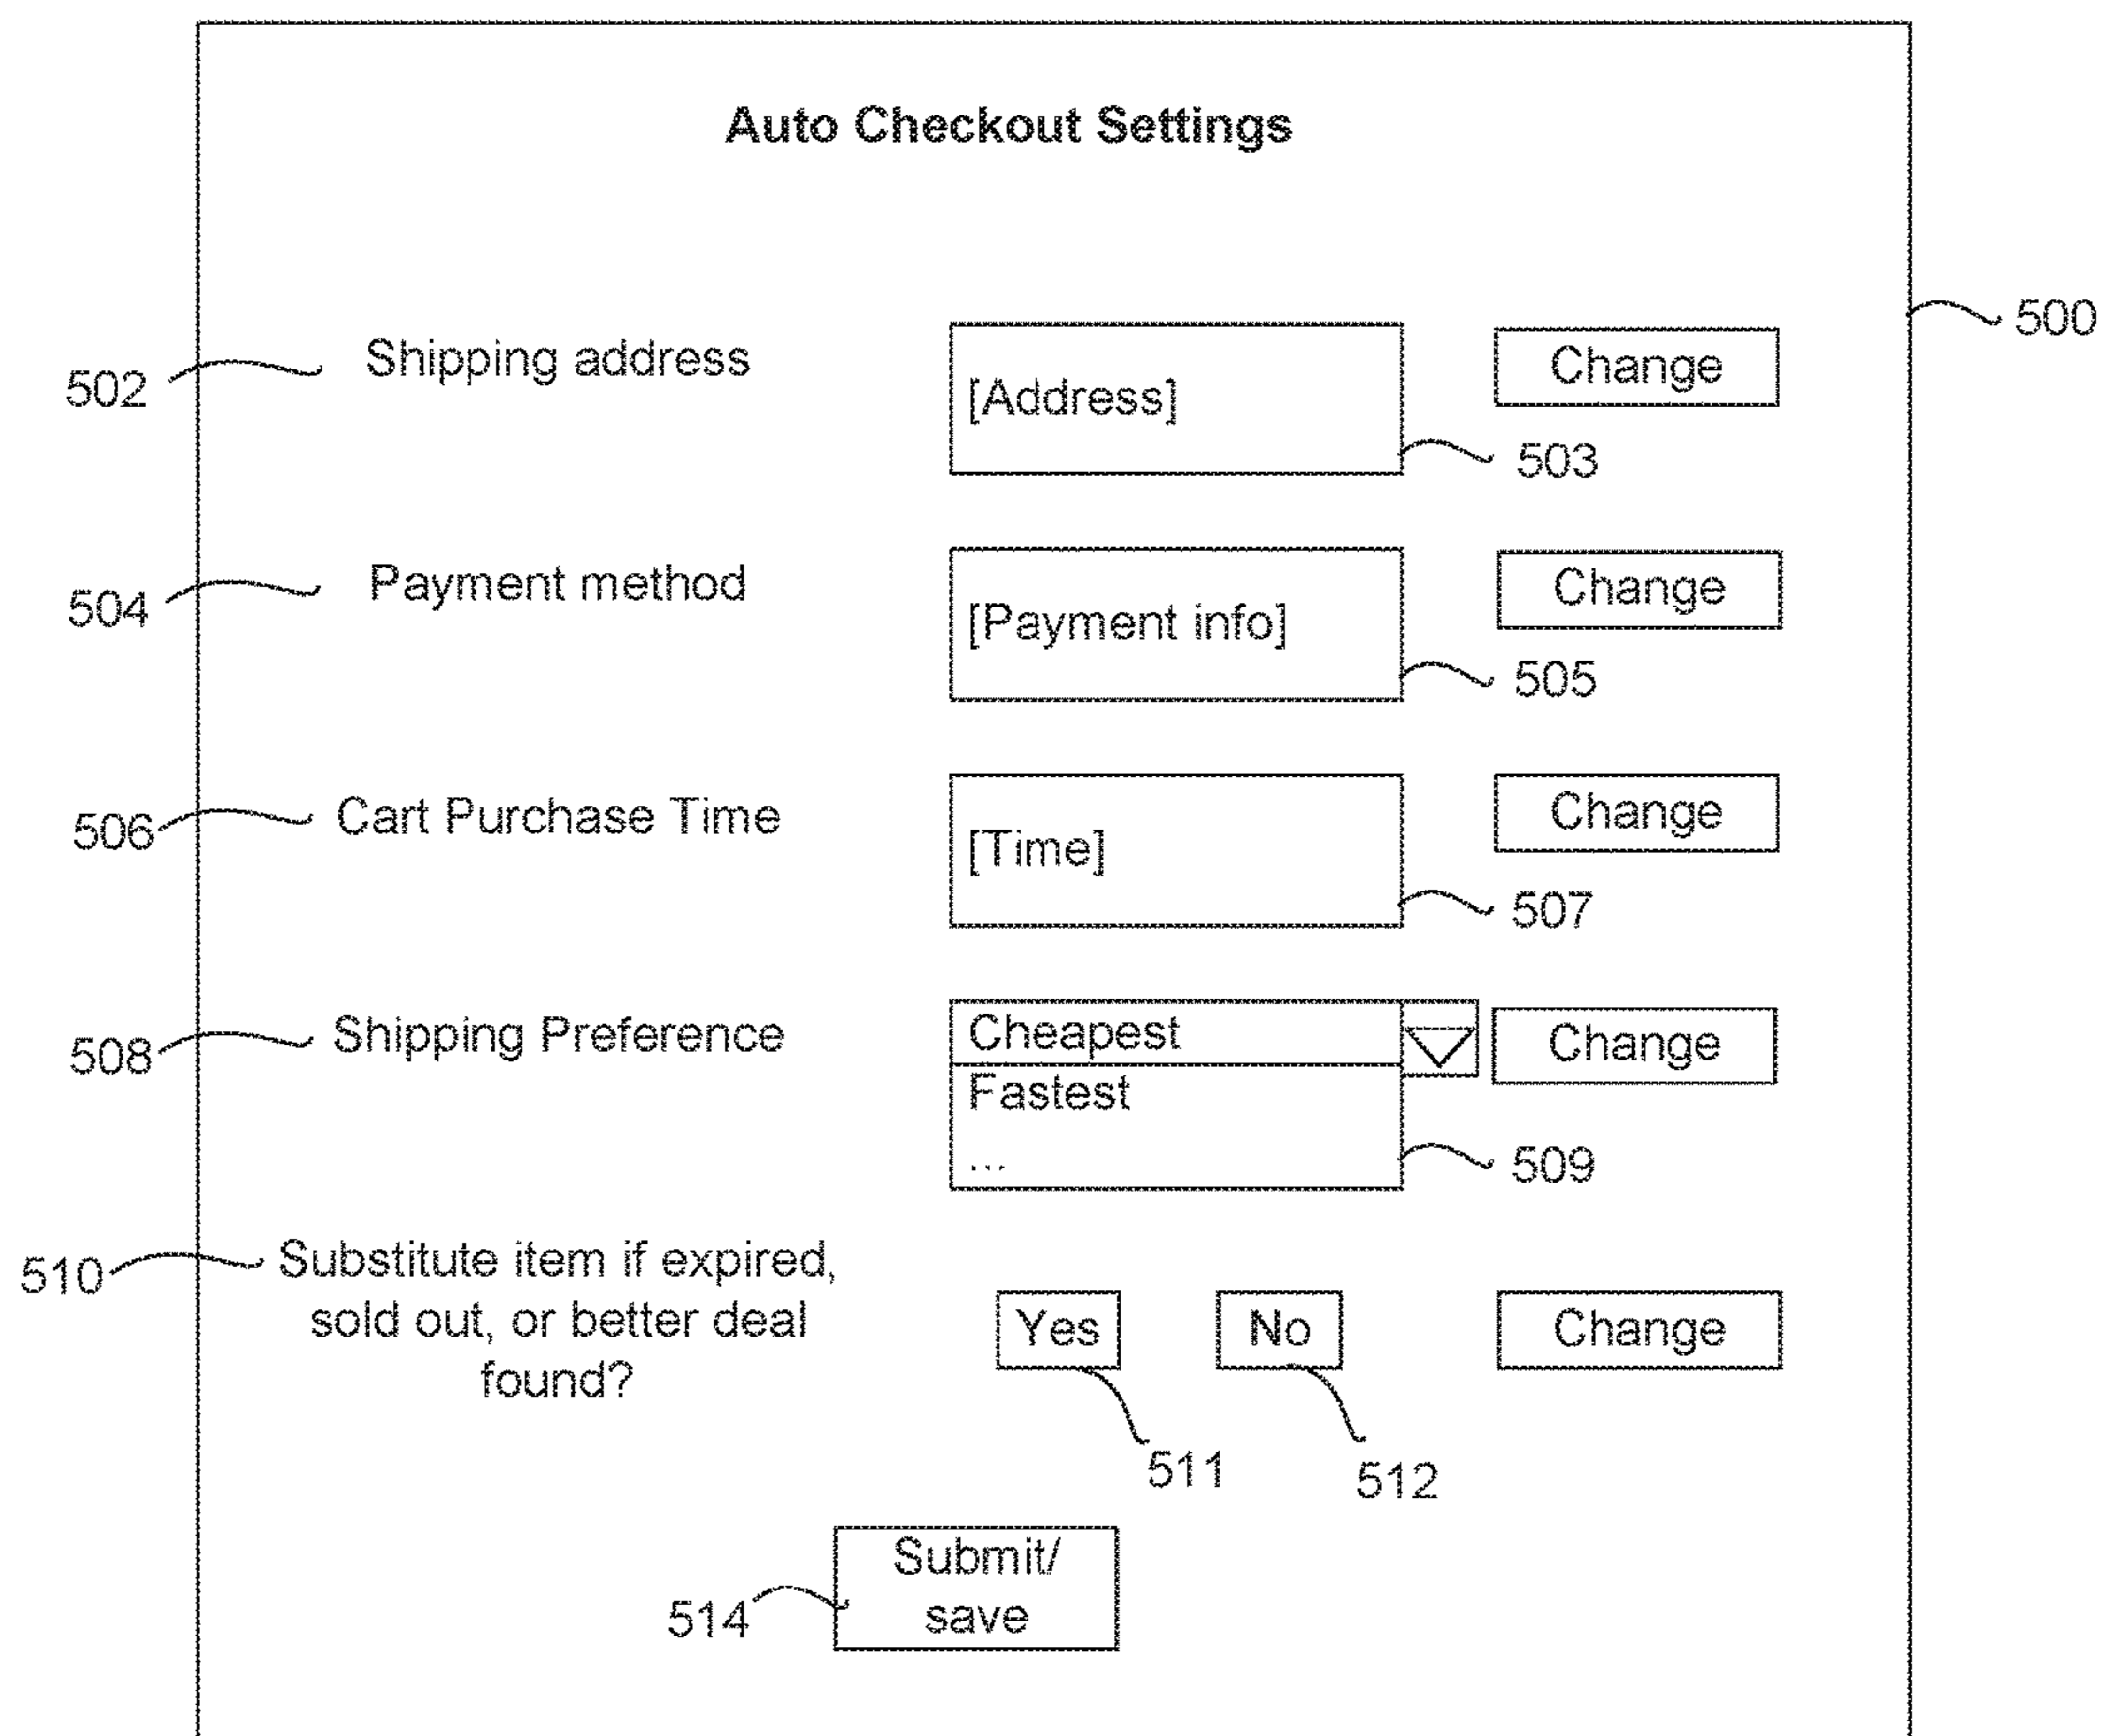 Auto Checkout Settings
500
502 Shipping address [Address] Change
503
504 Payment method [Payment info] Change
505
506 Cart Purchase Time [Time] Change
507
508 Shipping Preference Cheapest Change
Fastest
...
509
510 Substitute item if expired,
sold out, or better deal
found?
Yes No Change
511 512
Submit/
save
514